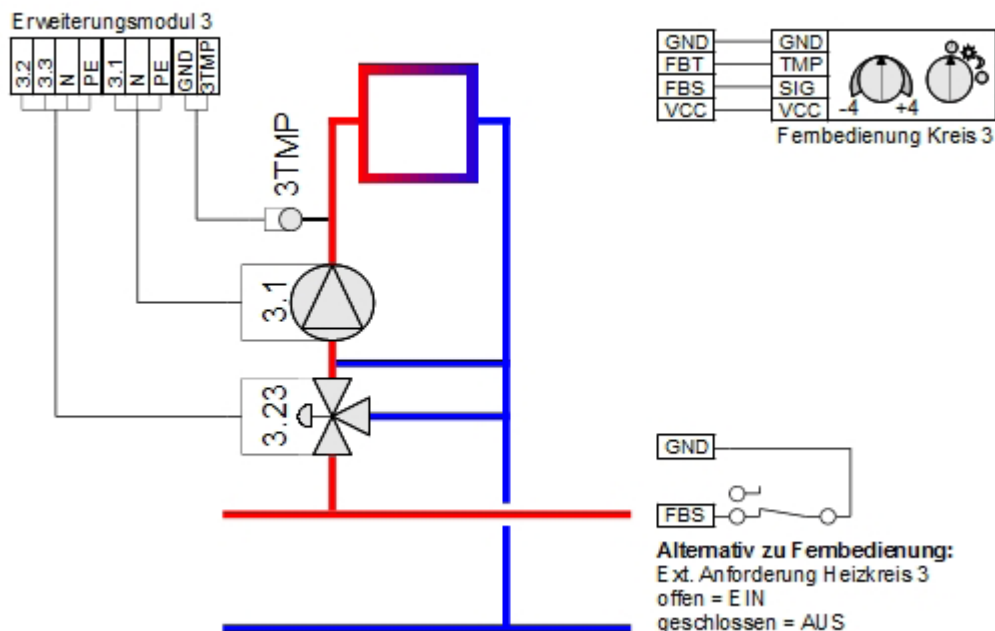 Erweiterungsmodul 3
3.2 3.3 N PE 3.1 N PE GND 3TMP
3TMP
3.1
3.23
GND GND
FBT TMP
FBS SIG
VCC VCC
-4 +4
Fernbedienung Kreis 3
GND
FBS
Alternativ zu Fernbedienung:
Ext. Anforderung Heizkreis 3
offen = EIN
geschlossen = AUS